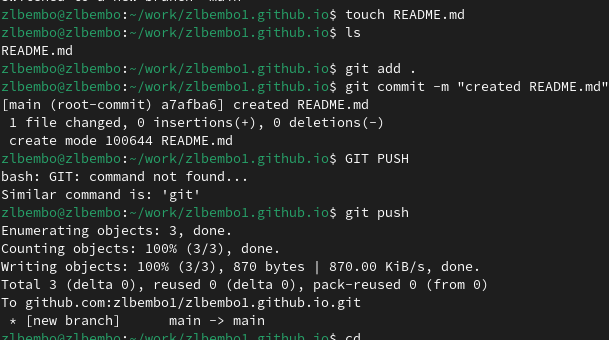 switched to a new branch 'main'
zlbembo@zlbembo:~/work/zlbembo1.github.io$ touch README.md
zlbembo@zlbembo:~/work/zlbembo1.github.io$ ls
README.md
zlbembo@zlbembo:~/work/zlbembo1.github.io$ git add .
zlbembo@zlbembo:~/work/zlbembo1.github.io$ git commit -m "created README.md"
[main (root-commit) a7afba6] created README.md
 1 file changed, 0 insertions(+), 0 deletions(-)
 create mode 100644 README.md
zlbembo@zlbembo:~/work/zlbembo1.github.io$ GIT PUSH
bash: GIT: command not found...
Similar command is: 'git'
zlbembo@zlbembo:~/work/zlbembo1.github.io$ git push
Enumerating objects: 3, done.
Counting objects: 100% (3/3), done.
Writing objects: 100% (3/3), 870 bytes | 870.00 KiB/s, done.
Total 3 (delta 0), reused 0 (delta 0), pack-reused 0 (from 0)
To github.com:zlbembo1/zlbembo1.github.io.git
 * [new branch]      main -> main
zlbembo@zlbembo:~/work/zlbembo1.github.io$ cd